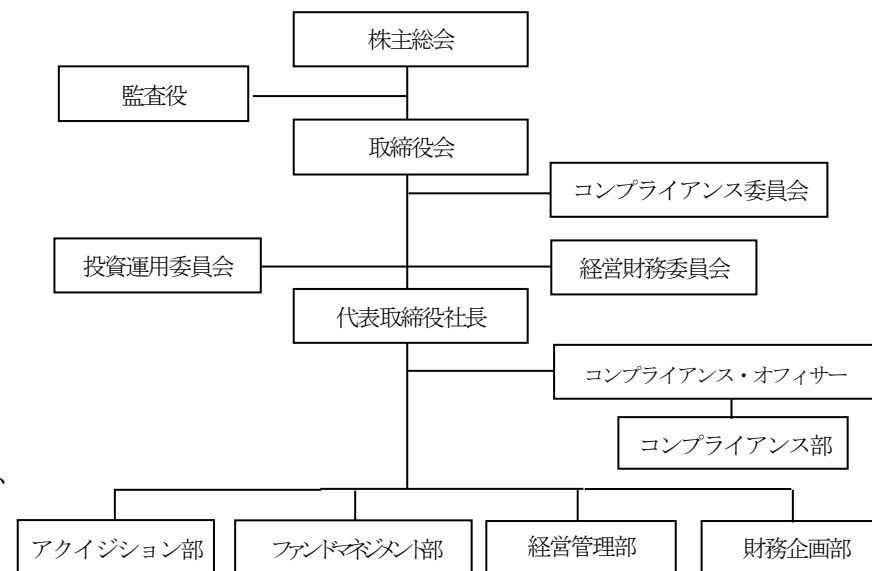 株主総会
監査役
取締役会
コンプライアンス委員会
投資運用委員会
経営財務委員会
代表取締役社長
コンプライアンス・オフィサー
コンプライアンス部
、
アクイジション部
ファンドマネジメント部
経営管理部
財務企画部